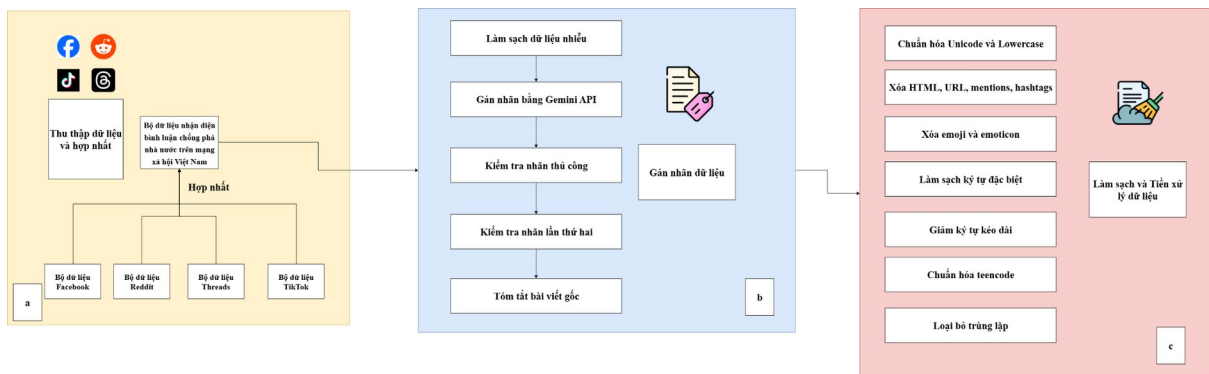 Thu thập dữ liệu
và hợp nhất
Bộ dữ liệu nhận diện
bình luận chống phá
nhà nước trên mạng
xã hội Việt Nam
Hợp nhất
Bộ dữ liệu
Facebook
Bộ dữ liệu
Reddit
Bộ dữ liệu
Threads
Bộ dữ liệu
TikTok
a
Làm sạch dữ liệu nhiễu
Gán nhãn bằng Gemini API
Kiểm tra nhãn thủ công
Kiểm tra nhãn lần thứ hai
Tóm tắt bài viết gốc
Gán nhãn dữ liệu
b
Chuẩn hóa Unicode và Lowercase
Xóa HTML, URL, mentions, hashtags
Xóa emoji và emoticon
Làm sạch ký tự đặc biệt
Giảm ký tự kéo dài
Chuẩn hóa teencode
Loại bỏ trùng lặp
Làm sạch và Tiền xử
lý dữ liệu
c